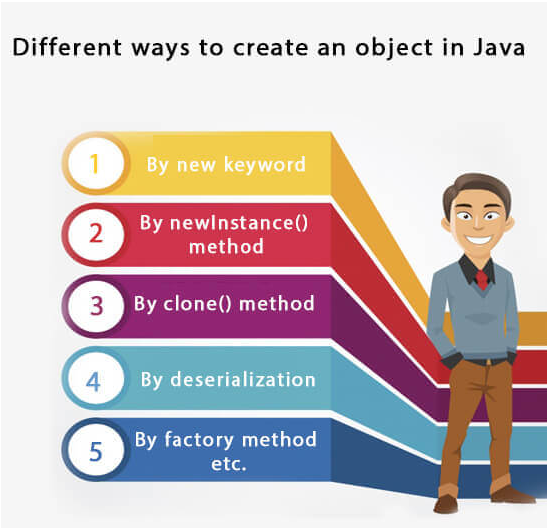 Different ways to create an object in Java
1
By new keyword
2
By newInstance()
method
3
By clone() method
4
By deserialization
5
By factory method
etc.